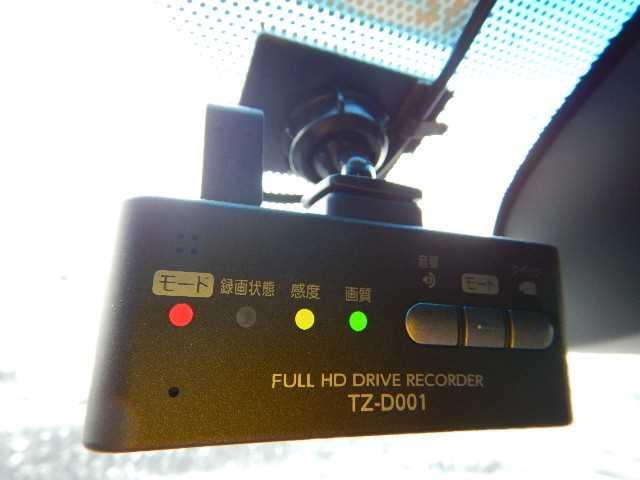 モード 録画状態 感度 画質
音量 モード
FULL HD DRIVE RECORDER
TZ-D001